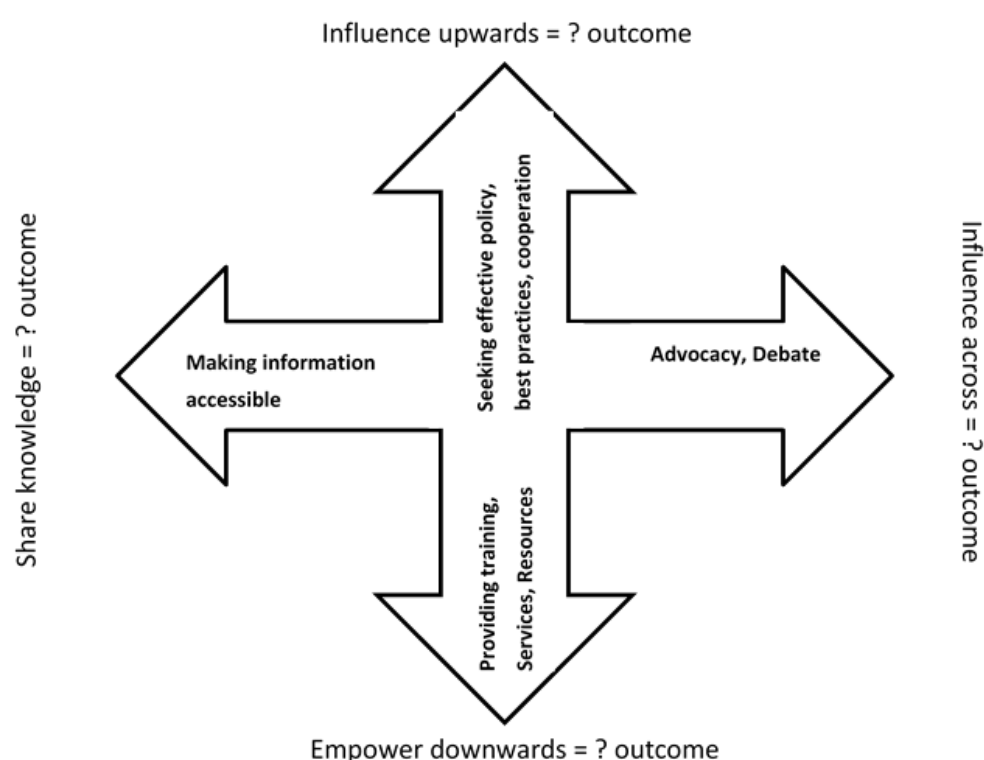 Influence upwards = ? outcome
Seeking effective policy,
best practices, cooperation
Share knowledge = ? outcome
Making information
accessible
Advocacy, Debate
Influence across = ? outcome
Providing training,
Services, Resources
Empower downwards = ? outcome